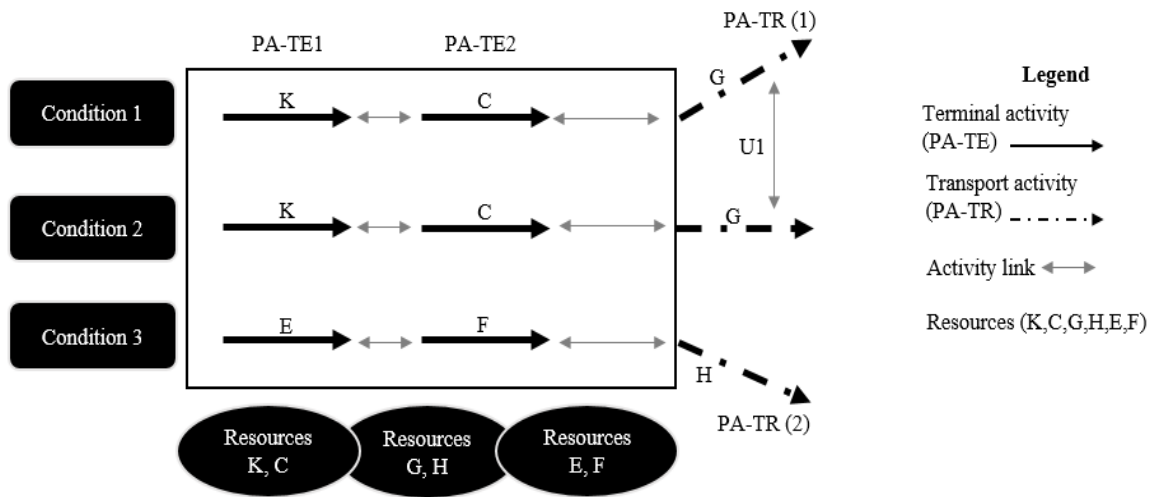 PA-TR (1)
PA-TE1
PA-TE2
G
Legend
Condition 1
K
C
Terminal activity
(PA-TE)
U1
Transport activity
(PA-TR)
Condition 2
K
C
G
Activity link
Condition 3
E
F
Resources (K,C,G,H,E,F)
H
PA-TR (2)
Resources
K, C
Resources
G, H
Resources
E, F